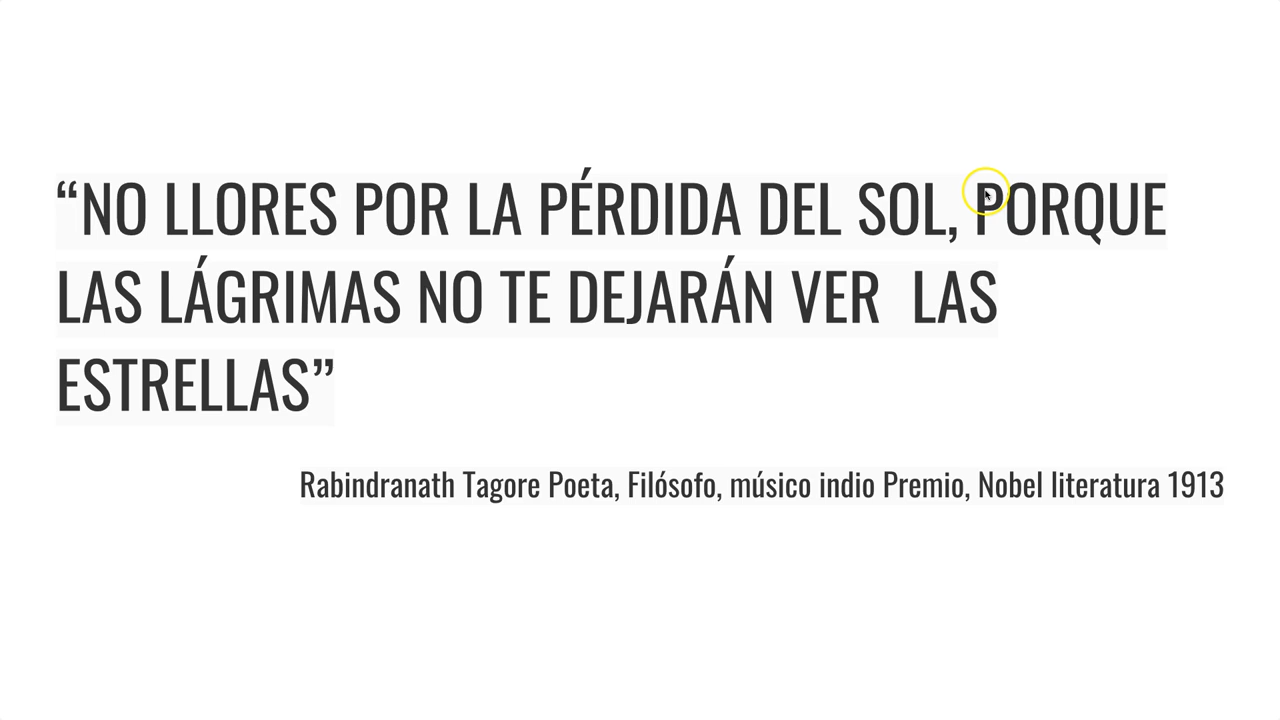 “NO LLORES POR LA PÉRDIDA DEL SOL, PORQUE
LAS LÁGRIMAS NO TE DEJARÁN VER  LAS
ESTRELLAS”
Rabindranath Tagore Poeta, Filósofo, músico indio Premio, Nobel literatura 1913